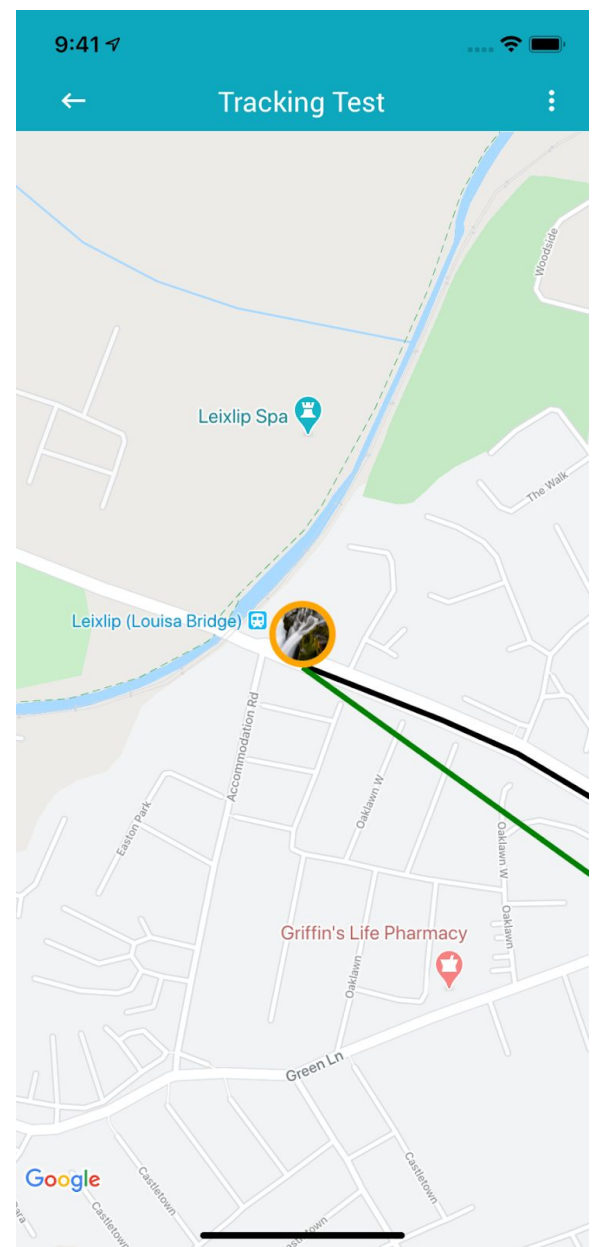 9:41
Tracking Test
Woodside
Leixlip Spa
The Walk
Leixlip (Louisa Bridge)
Accommodation Rd
Oaklawn W
Easton Park
Oaklawn W
Oaklawn
Griffin's Life Pharmacy
Oaklawn
Green Ln
Castletown
Google
Castletown
Castletown